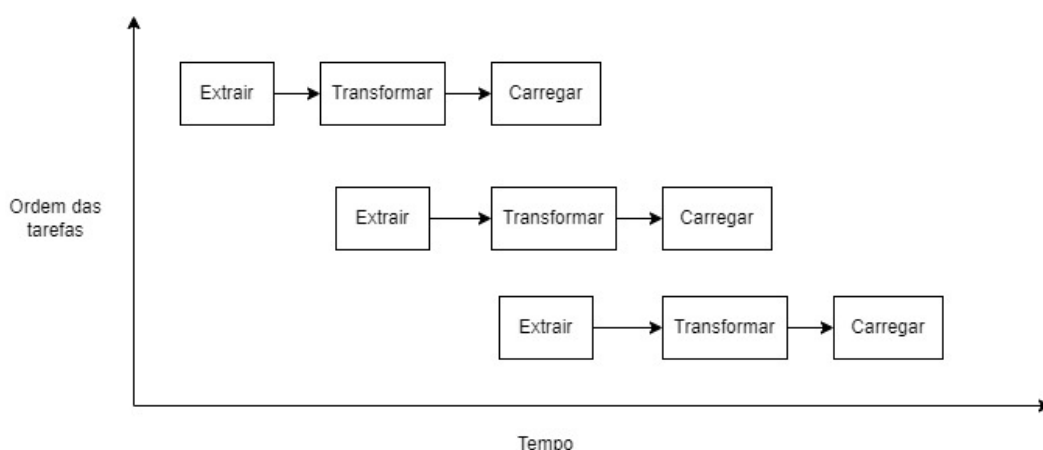 Extrair
Transformar
Carregar
Ordem das
tarefas
Extrair
Transformar
Carregar
Extrair
Transformar
Carregar
Tempo